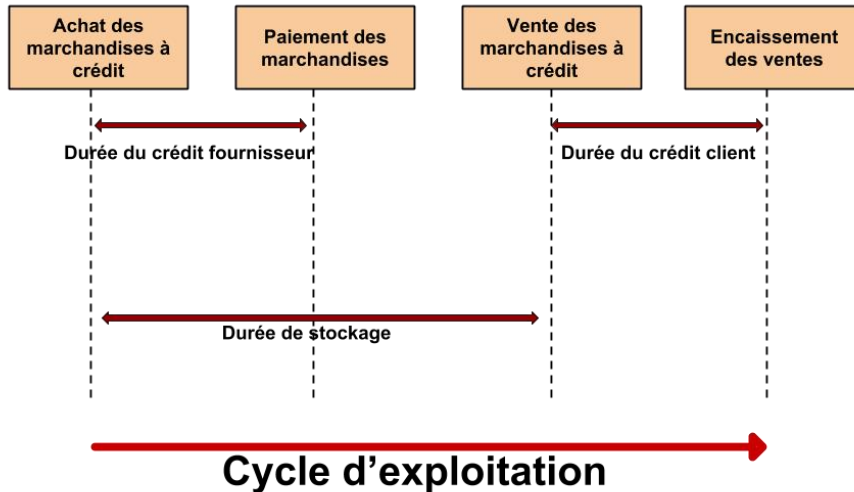 Achat des
marchandises à
crédit
Paiement des
marchandises
Vente des
marchandises à
crédit
Encaissement
des ventes
Durée du crédit fournisseur
Durée du crédit client
Durée de stockage
Cycle d’exploitation